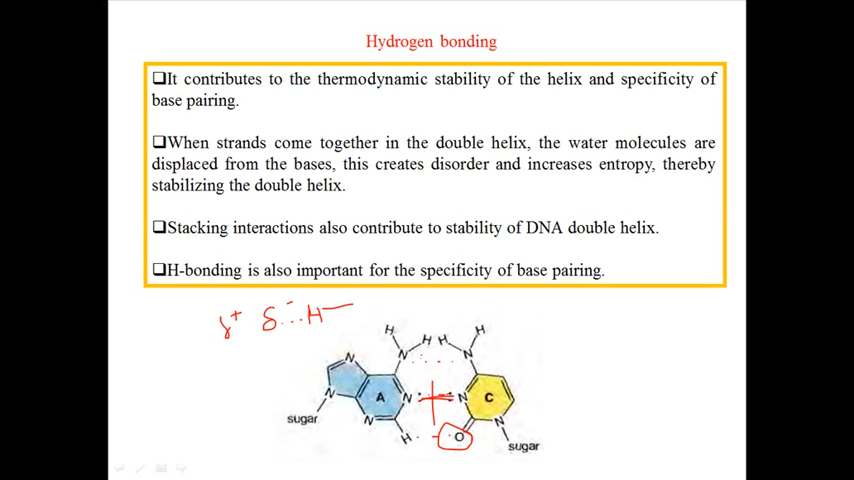 Hydrogen bonding
❑It contributes to the thermodynamic stability of the helix and specificity of
base pairing.
❑When strands come together in the double helix, the water molecules are
displaced from the bases, this creates disorder and increases entropy, thereby
stabilizing the double helix.
❑Stacking interactions also contribute to stability of DNA double helix.
❑H-bonding is also important for the specificity of base pairing.
δ+ δ- H
H H H H
N N N
N A N N C
sugar N N
H O
sugar